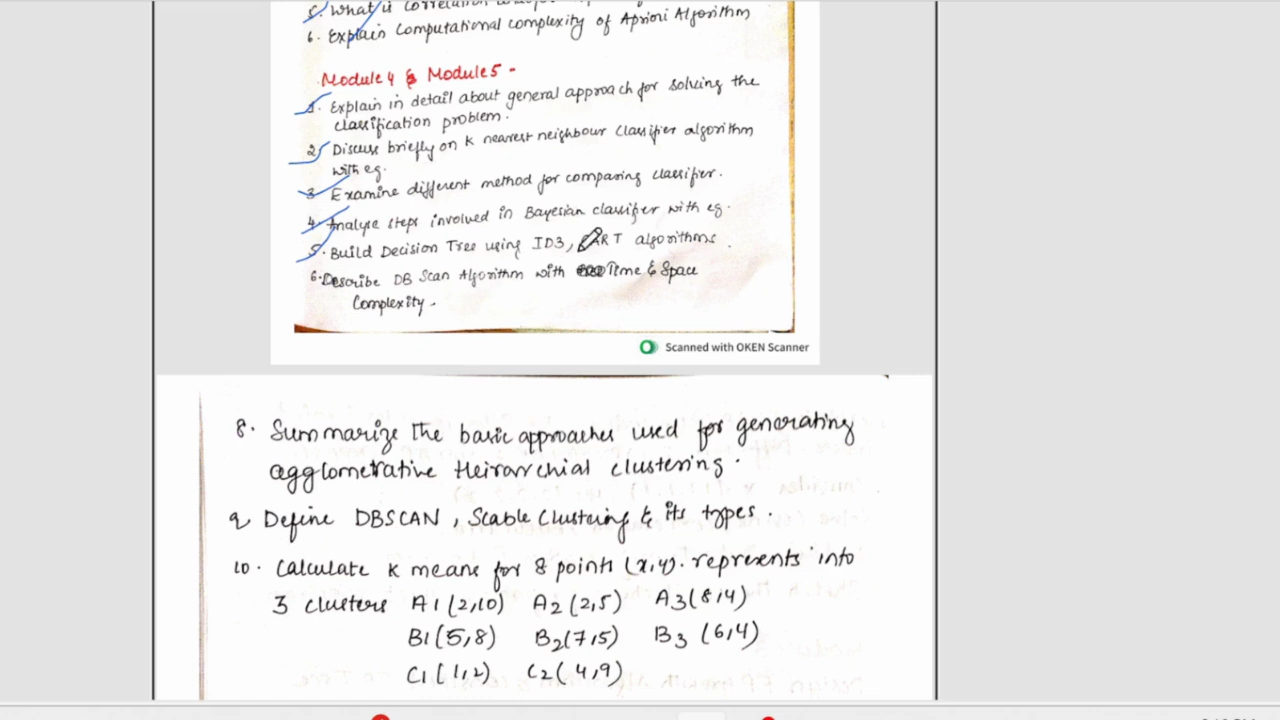 5. What is
6. Explain Computational complexity of Apriori Algorithm
Module 4 & Module 5 -
1. Explain in detail about general approach for solving the
classification problem.
2. Discuss briefly on K nearest neighbour Classifier algorithm
with eg.
3. Examine different method for comparing classifier.
4. Analyse steps involved in Bayesian classifier with eg.
5. Build Decision Tree using ID3, CART algorithms.
6. Describe DB Scan Algorithm with Time & Space
Complexity.
Scanned with OKEN Scanner
8. Summarize the basic approaches used for generating
agglometrative Heirarchial clustering.
9 Define DBSCAN, Scable Clustering & its types.
10. Calculate K means for 8 points (x,y). represents into
3 clusters A1(2,10) A2(2,5) A3(8,4)
B1(5,8) B2(7,5) B3(6,4)
C1(1,2) C2(4,9)